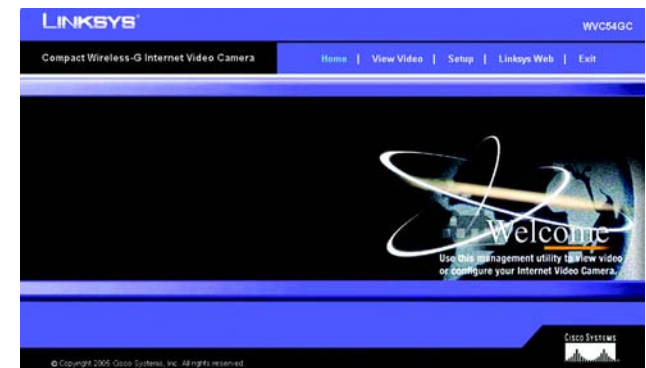 LINKSYS®
WVC54GC
Compact Wireless-G Internet Video Camera
Home | View Video | Setup | Linksys Web | Exit
Welcome
Use this management utility to view video
or configure your Internet Video Camera.
CISCO SYSTEMS
© Copyright 2005 Cisco Systems, Inc. All rights reserved.